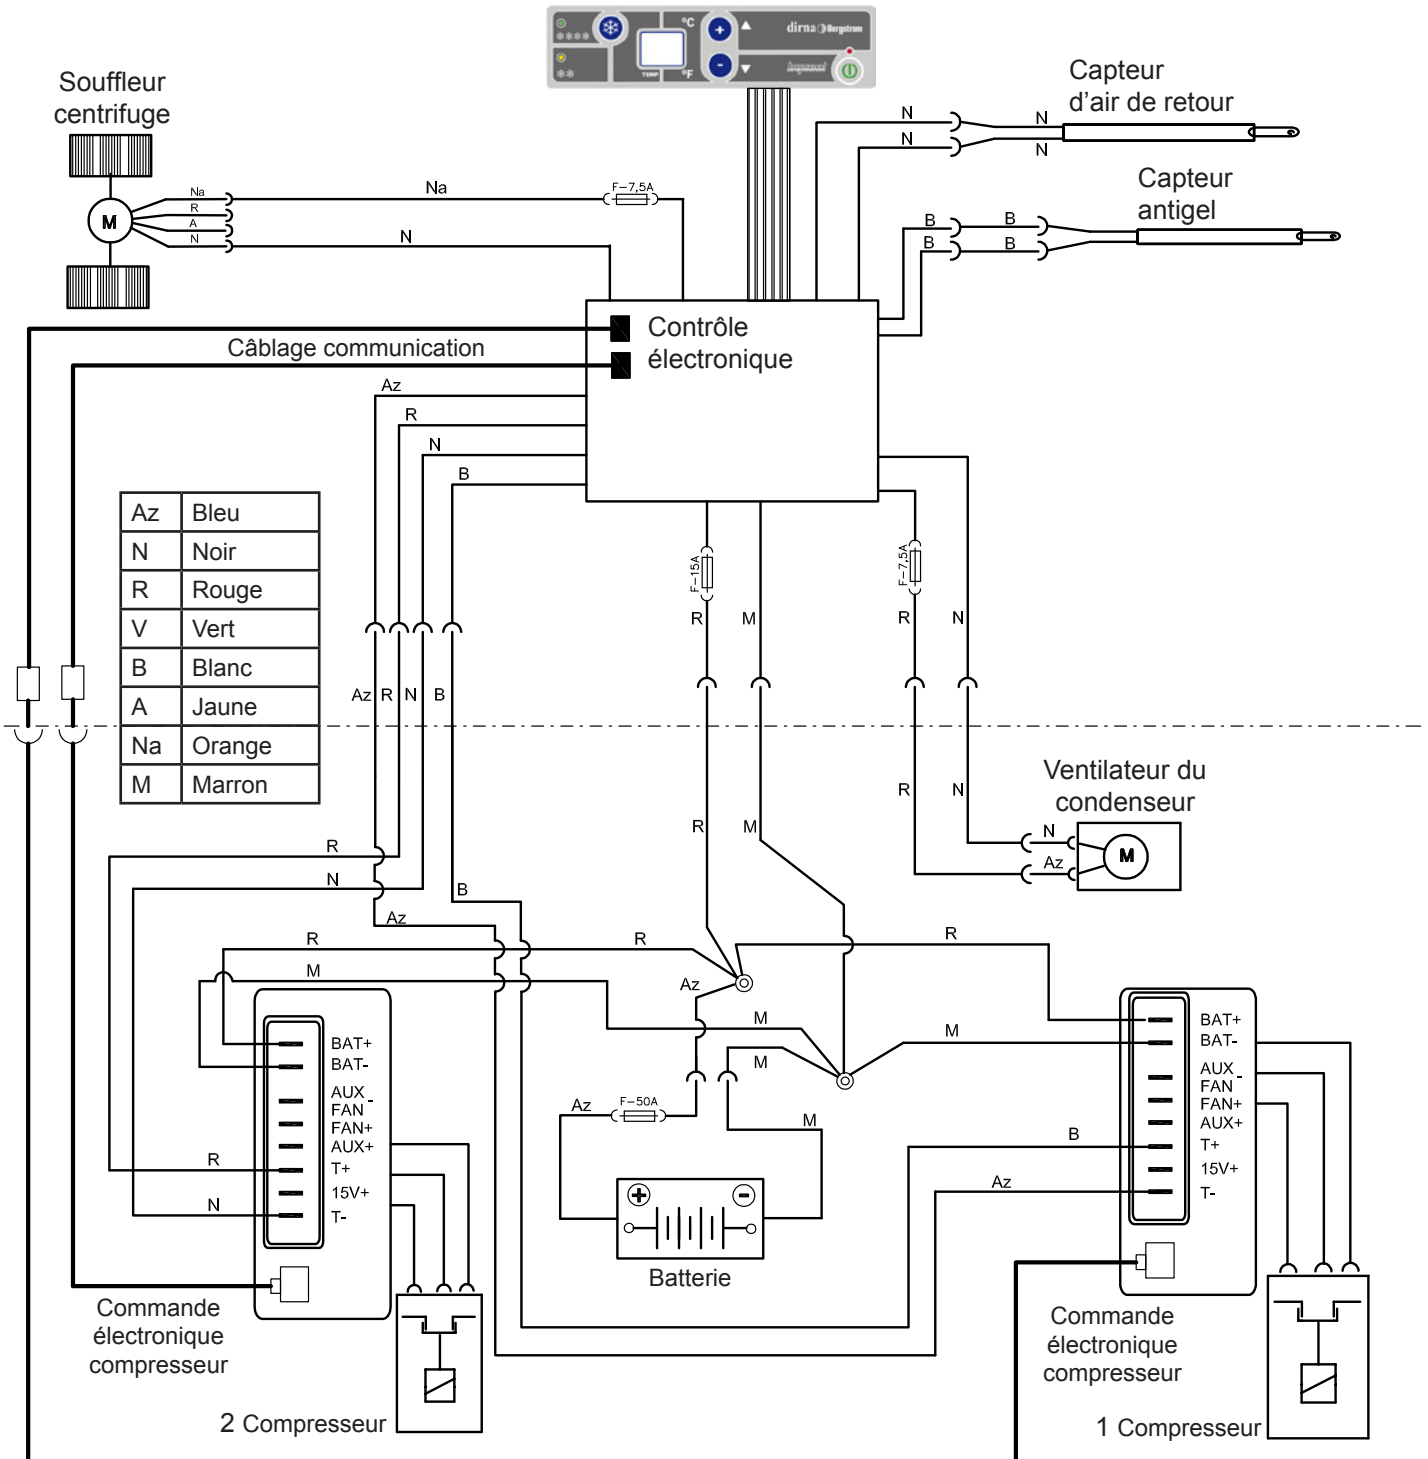 °C
+
dirna Bergstrom
****
TEMP
**
°F
-
Souffleur
centrifuge
Capteur
d'air de retour
N
N
N
N
Capteur
antigel
B
B
B
B
M
Na
R
A
N
Na
F-7,5A
N
Câblage communication
Contrôle
électronique
Az
R
N
B
Az Bleu
N Noir
R Rouge
V Vert
B Blanc
A Jaune
Na Orange
M Marron
F-15A
F-7,5A
R
M
R
N
Az
R
N
B
Ventilateur du
condenseur
R
N
R
M
N
Az
M
R
N
B
Az
R
R
R
M
Az
M
M
M
BAT+
BAT-
AUX
FAN -
FAN+
AUX+
T+
15V+
T-
R
N
BAT+
BAT-
AUX
FAN -
FAN+
AUX+
T+
15V+
T-
B
Az
Az
F-50A
M
+
-
Batterie
Commande
électronique
compresseur
2 Compresseur
Commande
électronique
compresseur
1 Compresseur